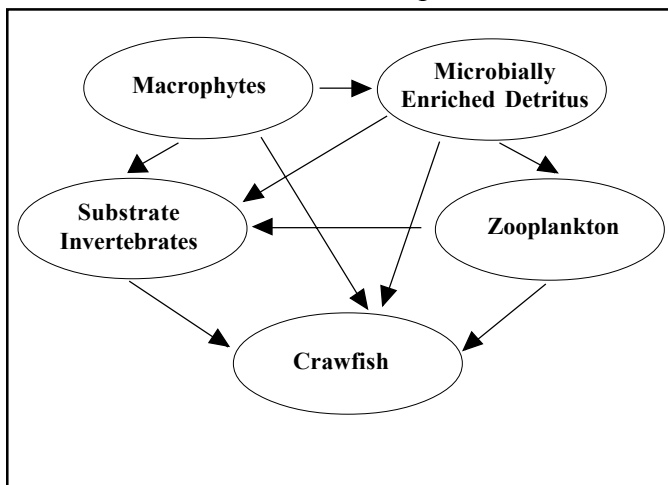 Macrophytes
Microbially
Enriched Detritus
Substrate
Invertebrates
Zooplankton
Crawfish